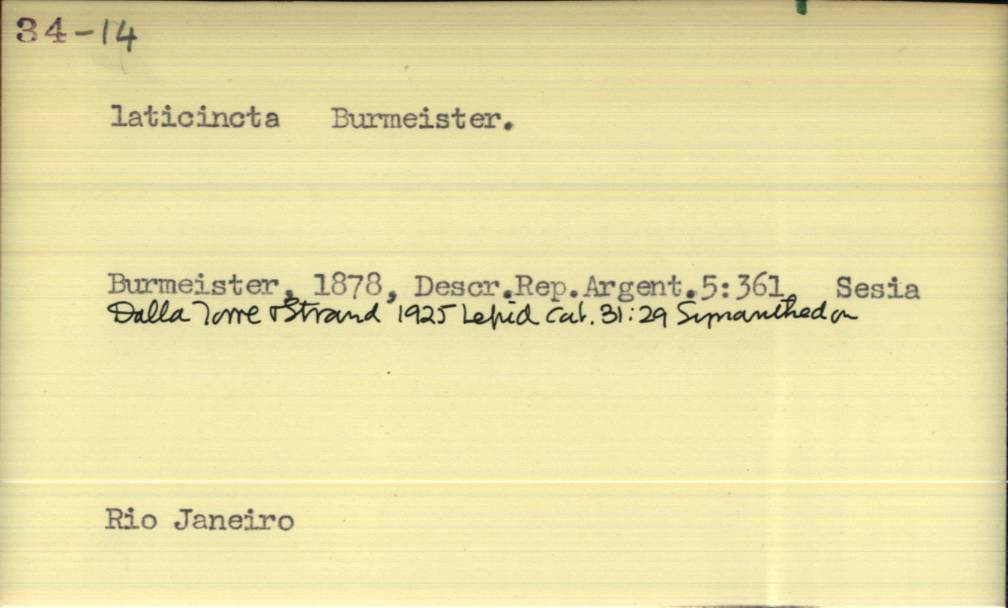 34-14
laticincta Burmeister.
Burmeister, 1878, Descr.Rep.Argent.5:361 Sesia
Dalla Torre & Strand 1925 Lepid Cat. 31:29 Synanthedon
Rio Janeiro